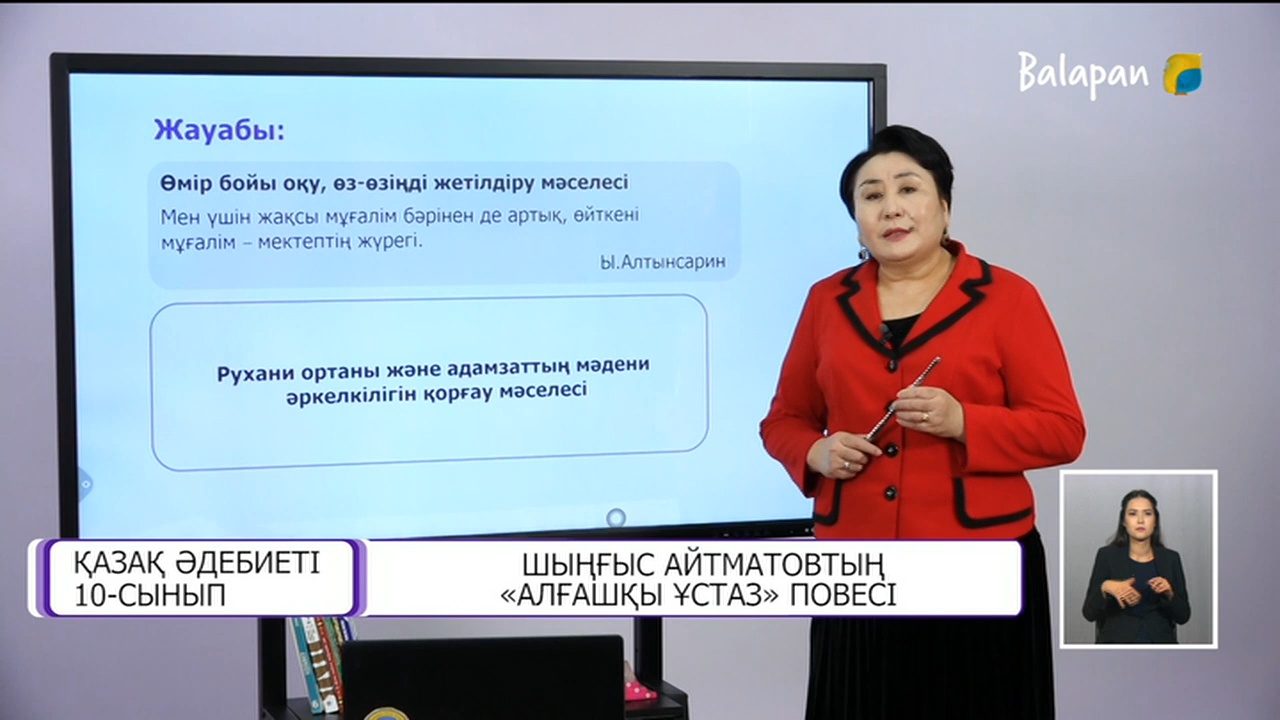 Balapan
Жауабы:
Өмір бойы оқу, өз-өзіңді жетілдіру мәселесі
Мен үшін жақсы мұғалім бәрінен де артық, өйткені
мұғалім – мектептің жүрегі.
Ы.Алтынсарин
Рухани ортаны және адамзаттың мәдени
әркелкілігін қорғау мәселесі
ҚАЗАҚ ӘДЕБИЕТІ
10-СЫНЫП
ШЫҢҒЫС АЙТМАТОВТЫҢ
«АЛҒАШҚЫ ҰСТАЗ» ПОВЕСІ